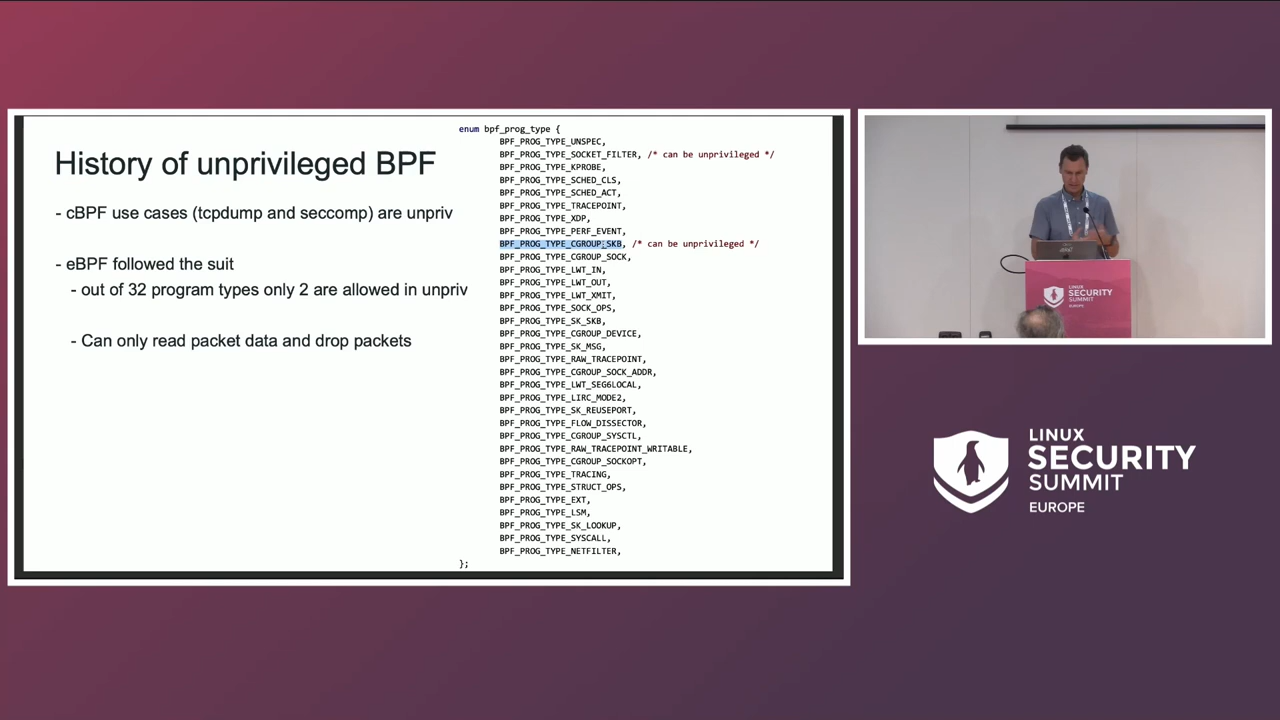 History of unprivileged BPF
- cBPF use cases (tcpdump and seccomp) are unpriv
- eBPF followed the suit
- out of 32 program types only 2 are allowed in unpriv
- Can only read packet data and drop packets
enum bpf_prog_type {
BPF_PROG_TYPE_UNSPEC,
BPF_PROG_TYPE_SOCKET_FILTER, /* can be unprivileged */
BPF_PROG_TYPE_KPROBE,
BPF_PROG_TYPE_SCHED_CLS,
BPF_PROG_TYPE_SCHED_ACT,
BPF_PROG_TYPE_TRACEPOINT,
BPF_PROG_TYPE_XDP,
BPF_PROG_TYPE_PERF_EVENT,
BPF_PROG_TYPE_CGROUP_SKB, /* can be unprivileged */
BPF_PROG_TYPE_CGROUP_SOCK,
BPF_PROG_TYPE_LWT_IN,
BPF_PROG_TYPE_LWT_OUT,
BPF_PROG_TYPE_LWT_XMIT,
BPF_PROG_TYPE_SOCK_OPS,
BPF_PROG_TYPE_SK_SKB,
BPF_PROG_TYPE_CGROUP_DEVICE,
BPF_PROG_TYPE_SK_MSG,
BPF_PROG_TYPE_RAW_TRACEPOINT,
BPF_PROG_TYPE_CGROUP_SOCK_ADDR,
BPF_PROG_TYPE_LWT_SEG6LOCAL,
BPF_PROG_TYPE_LIRC_MODE2,
BPF_PROG_TYPE_SK_REUSEPORT,
BPF_PROG_TYPE_FLOW_DISSECTOR,
BPF_PROG_TYPE_CGROUP_SYSCTL,
BPF_PROG_TYPE_RAW_TRACEPOINT_WRITABLE,
BPF_PROG_TYPE_CGROUP_SOCKOPT,
BPF_PROG_TYPE_TRACING,
BPF_PROG_TYPE_STRUCT_OPS,
BPF_PROG_TYPE_EXT,
BPF_PROG_TYPE_LSM,
BPF_PROG_TYPE_SK_LOOKUP,
BPF_PROG_TYPE_SYSCALL,
BPF_PROG_TYPE_NETFILTER,
};
LINUX
SECURITY
SUMMIT
EUROPE
LINUX
SECURITY
SUMMIT
EUROPE